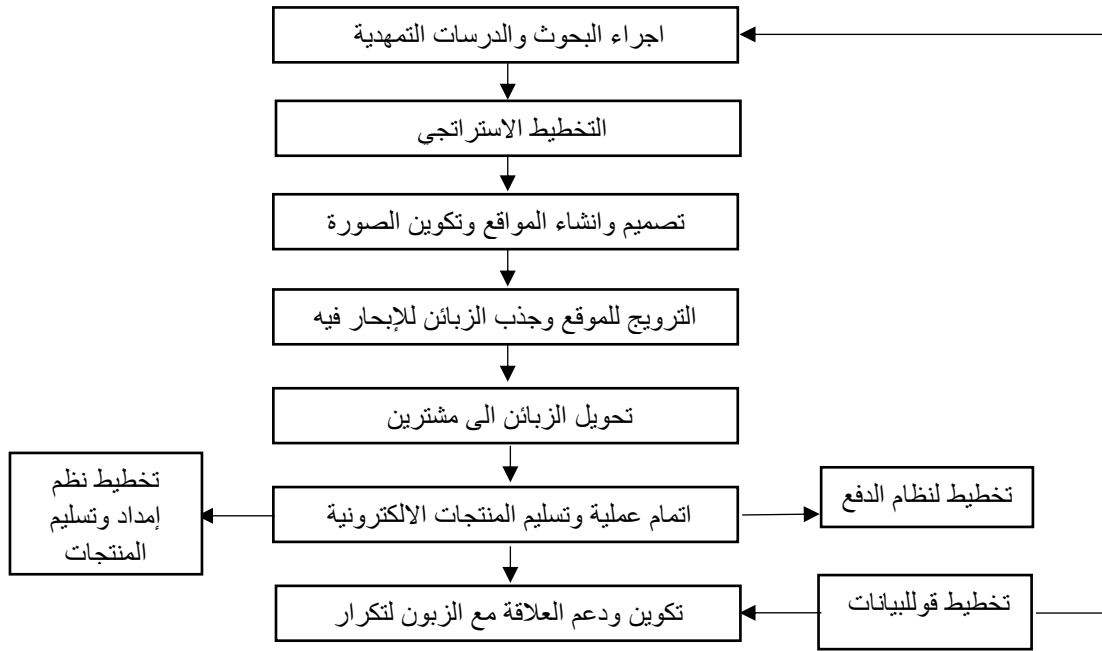 اجراء البحوث والدرسات التمهدية
التخطيط الاستراتجي
تصميم وانشاء المواقع وتكوين الصورة
الترويج للموقع وجذب الزبائن للإبحار فيه
تحويل الزبائن الى مشترين
تخطيط نظم
إمداد وتسليم
المنتجات
اتمام عملية وتسليم المنتجات الالكترونية
تخطيط لنظام الدفع
تكوين ودعم العلاقة مع الزبون لتكرار
تخطيط قوللبيانات